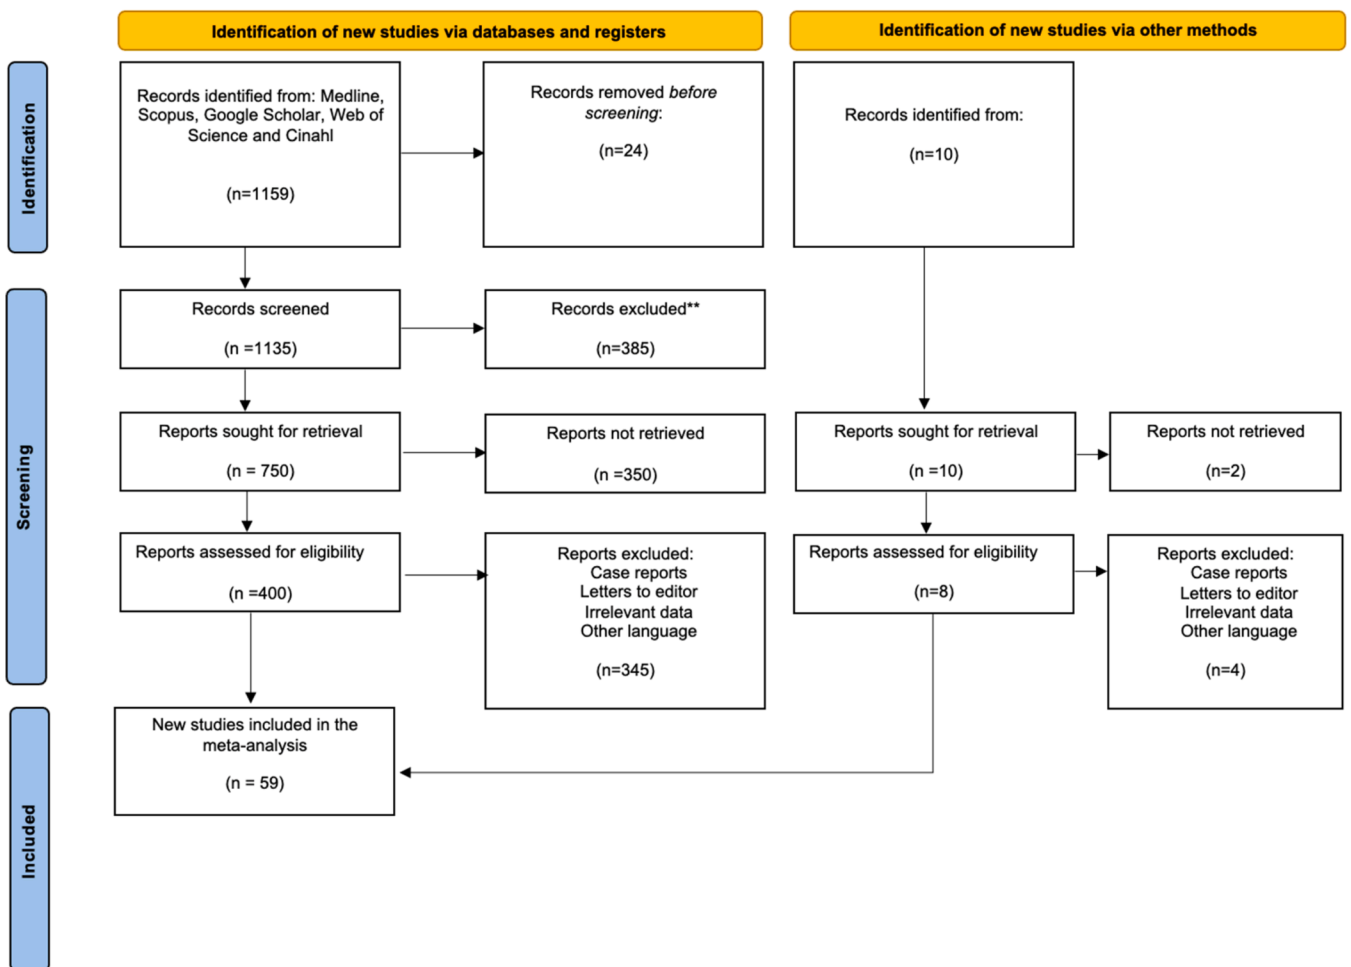 Identification of new studies via databases and registers
Identification of new studies via other methods
Identification
Records identified from: Medline,
Scopus, Google Scholar, Web of
Science and Cinahl
(n=1159)
Records removed before
screening:
(n=24)
Records identified from:
(n=10)
Screening
Records screened
(n =1135)
Records excluded**
(n=385)
Reports sought for retrieval
(n = 750)
Reports not retrieved
(n =350)
Reports sought for retrieval
(n =10)
Reports not retrieved
(n=2)
Reports assessed for eligibility
(n =400)
Reports excluded:
Case reports
Letters to editor
Irrelevant data
Other language
(n=345)
Reports assessed for eligibility
(n=8)
Reports excluded:
Case reports
Letters to editor
Irrelevant data
Other language
(n=4)
Included
New studies included in the
meta-analysis
(n = 59)